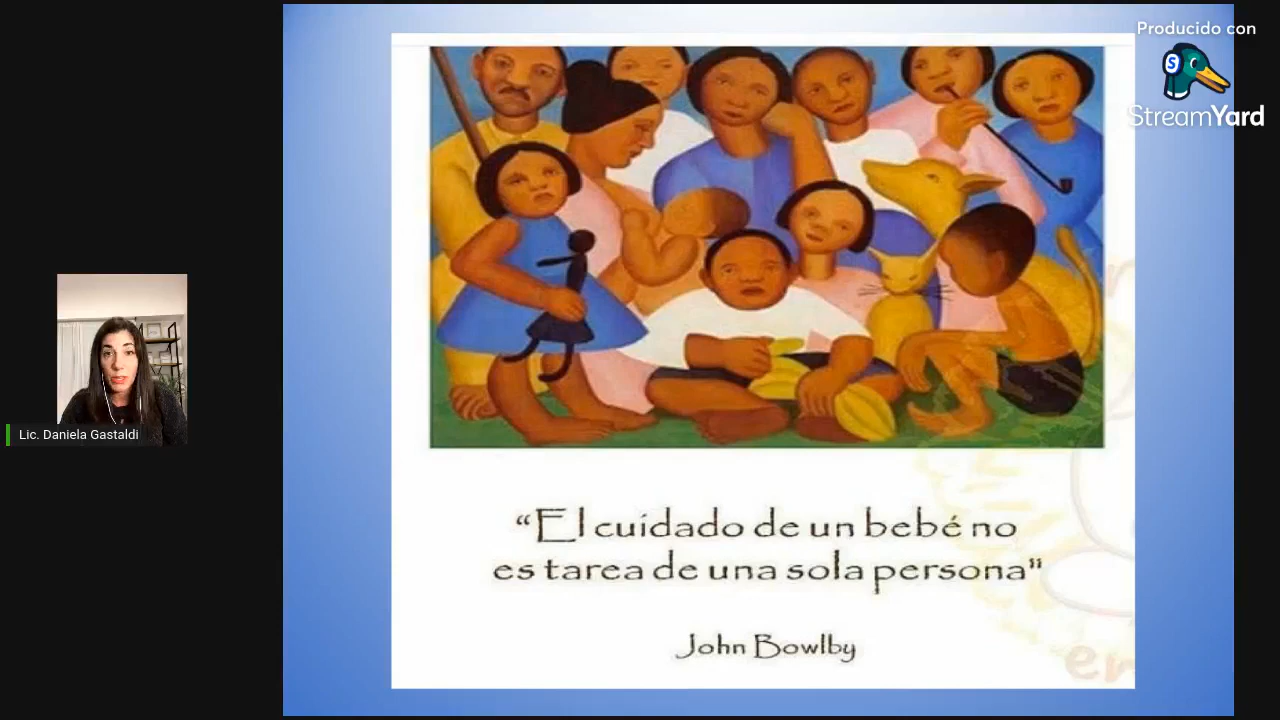 Producido con
StreamYard
Lic. Daniela Gastaldi
“El cuidado de un bebé no
es tarea de una sola persona"
John Bowlby